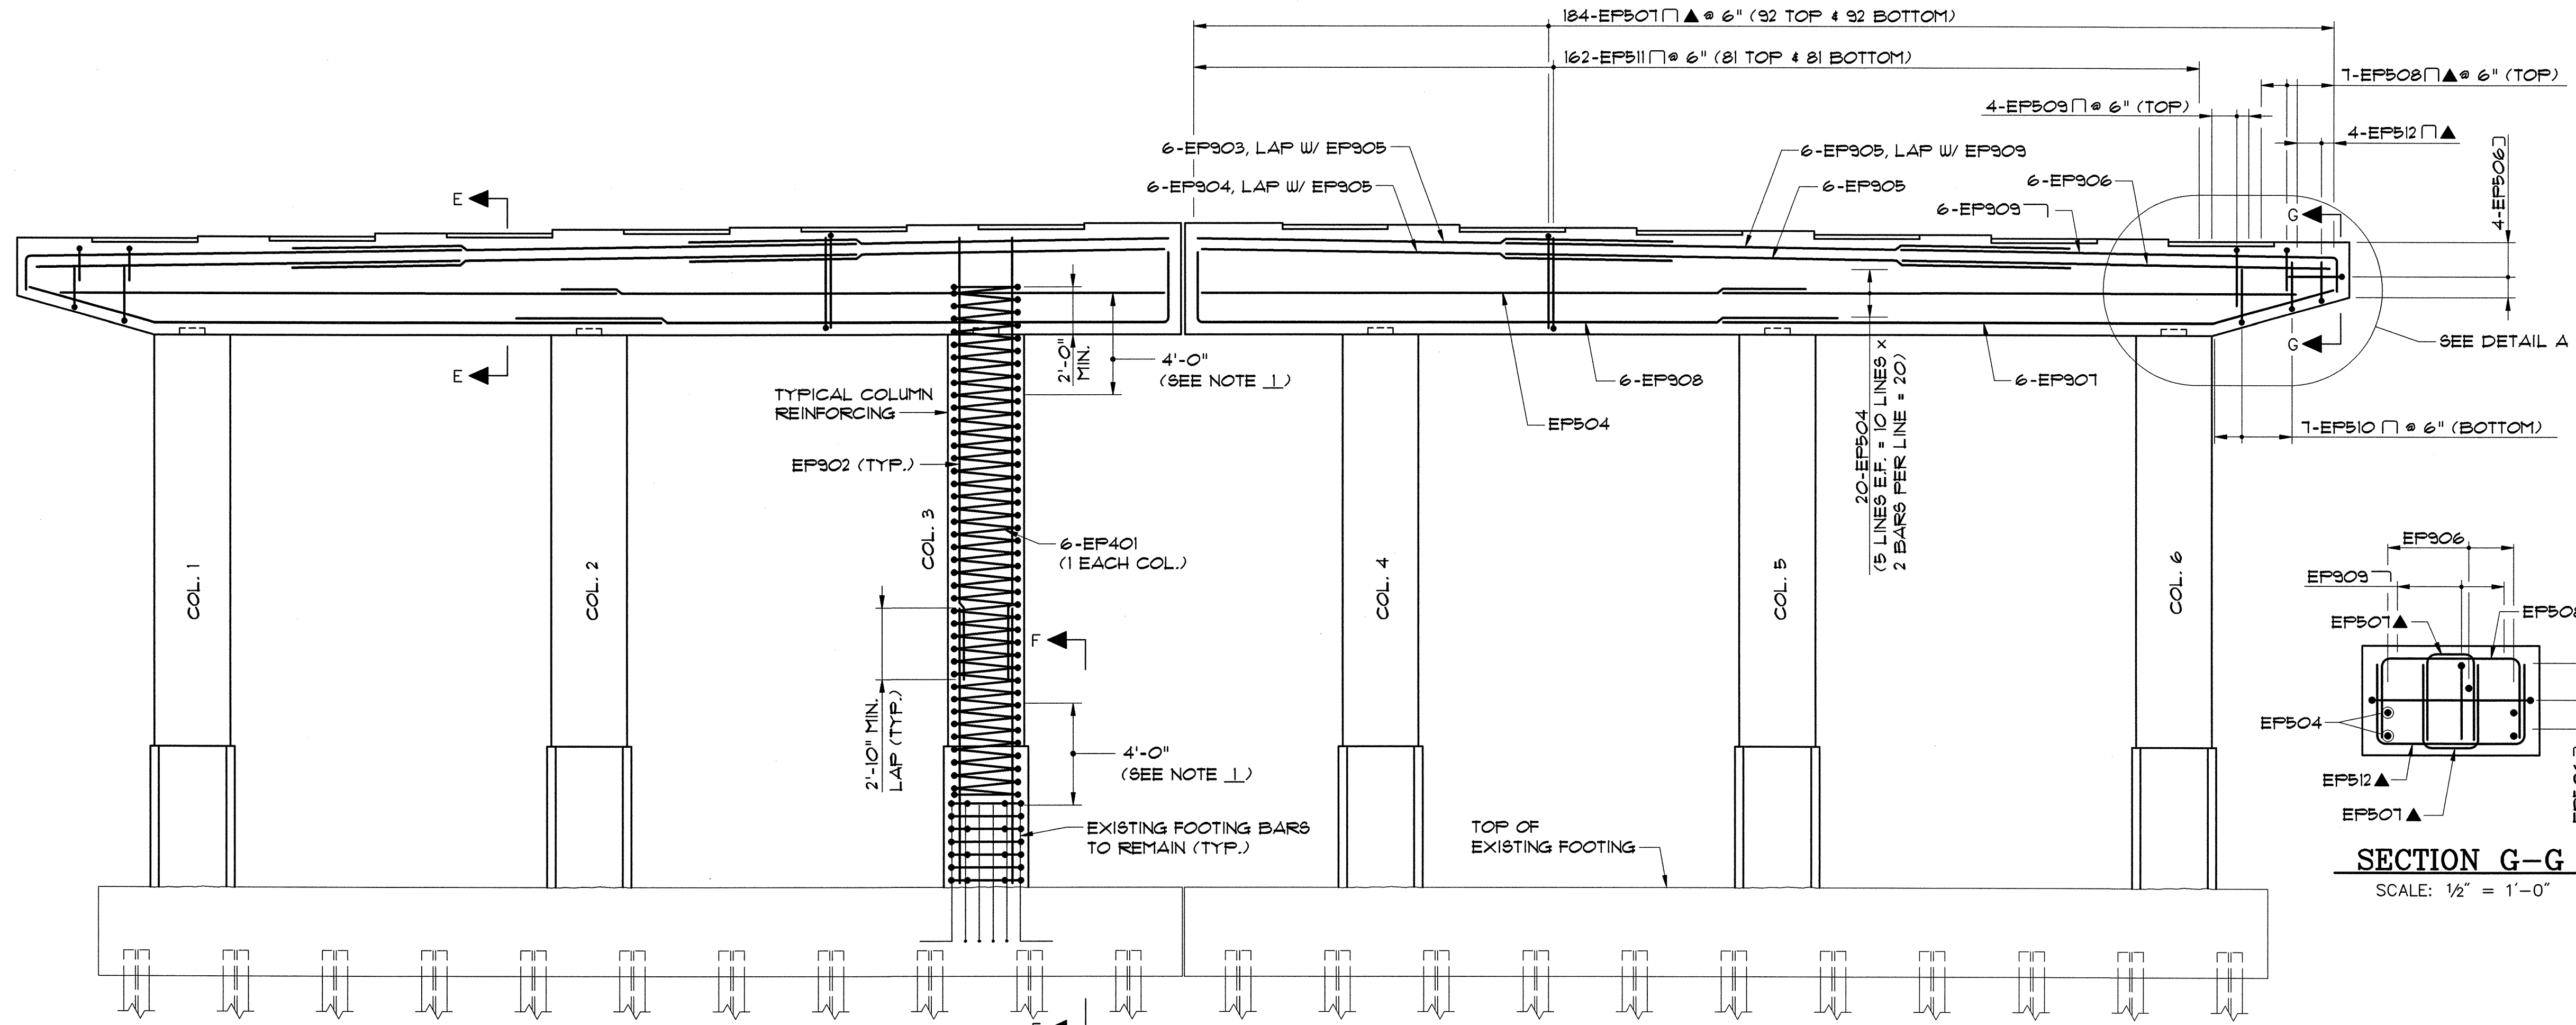 184-EP507 ▲ @ 6" (92 TOP & 92 BOTTOM)
162-EP511 @ 6" (81 TOP & 81 BOTTOM)
7-EP508 ▲ @ 6" (TOP)
4-EP509 @ 6" (TOP)
4-EP512 ▲
4-EP506
6-EP903, LAP W/ EP905
6-EP904, LAP W/ EP905
6-EP905, LAP W/ EP909
6-EP905
6-EP906
6-EP909
E
G
E
G
SEE DETAIL A
2'-0"
MIN.
4'-0"
(SEE NOTE 1)
6-EP908
6-EP907
TYPICAL COLUMN
REINFORCING
EP504
20-EP504
(5 LINES E.F. = 10 LINES x
2 BARS PER LINE = 20)
7-EP510 @ 6" (BOTTOM)
EP902 (TYP.)
6-EP401
(1 EACH COL.)
COL. 1
COL. 2
COL. 3
COL. 4
COL. 5
COL. 6
F
2'-10" MIN.
LAP (TYP.)
4'-0"
(SEE NOTE 1)
EXISTING FOOTING BARS
TO REMAIN (TYP.)
TOP OF
EXISTING FOOTING
EP906
EP909
EP508
EP507 ▲
EP504
EP512 ▲
EP507 ▲
SECTION G-G
SCALE: ½" = 1'-0"